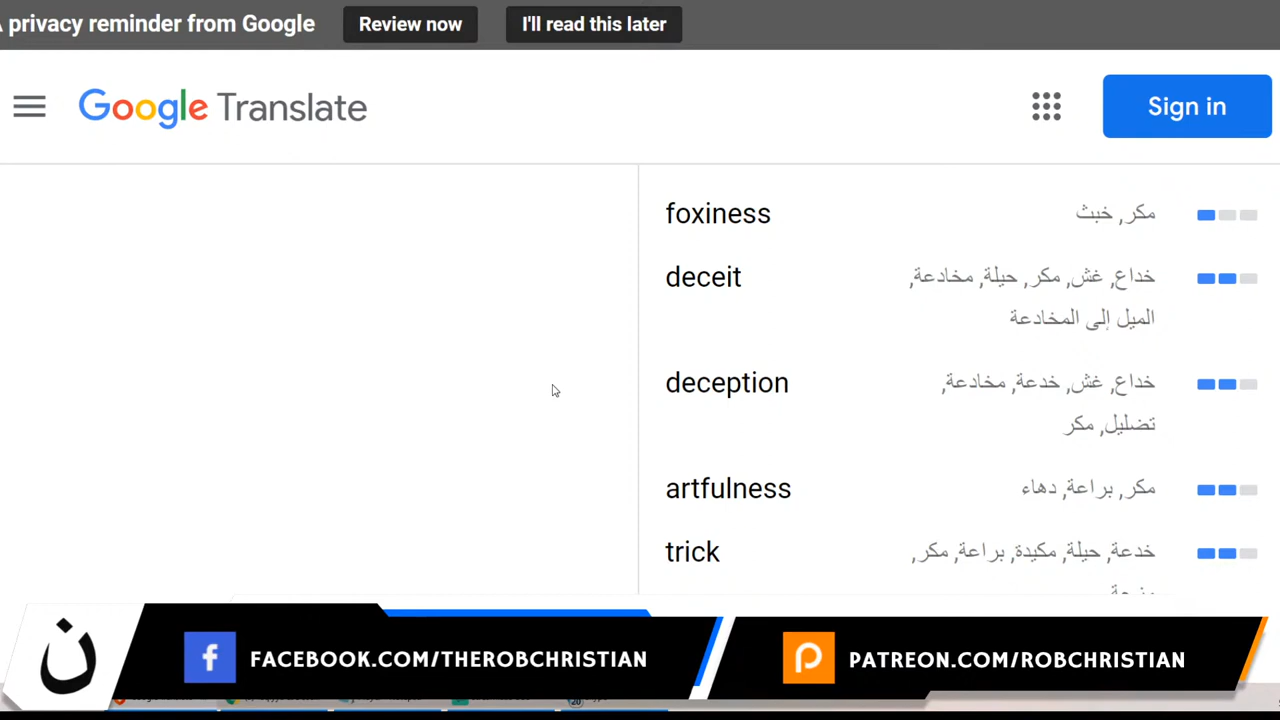 privacy reminder from Google
Review now
I'll read this later
Google Translate
Sign in
foxiness
مكر, خبث
deceit
خداع, غش, مكر, حيلة, مخادعة,
الميل إلى المخادعة
deception
خداع, غش, خدعة, مخادعة,
تضليل, مكر
artfulness
مكر, براعة, دهاء
trick
خدعة, حيلة, مكيدة, براعة, مكر,
ن
FACEBOOK.COM/THEROBCHRISTIAN
PATREON.COM/ROBCHRISTIAN